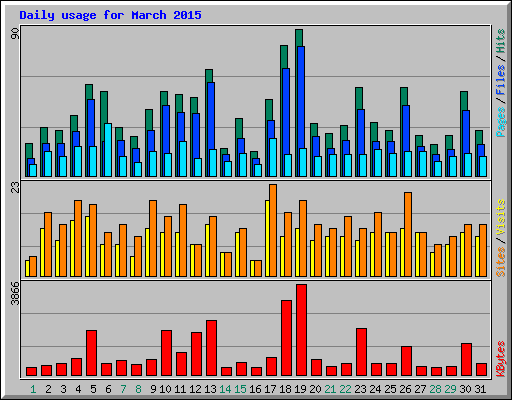 Daily usage for March 2015
90
Pages / Files / Hits
23
Sites / Visits
3866
KBytes
1 2 3 4 5 6 7 8 9 10 11 12 13 14 15 16 17 18 19 20 21 22 23 24 25 26 27 28 29 30 31